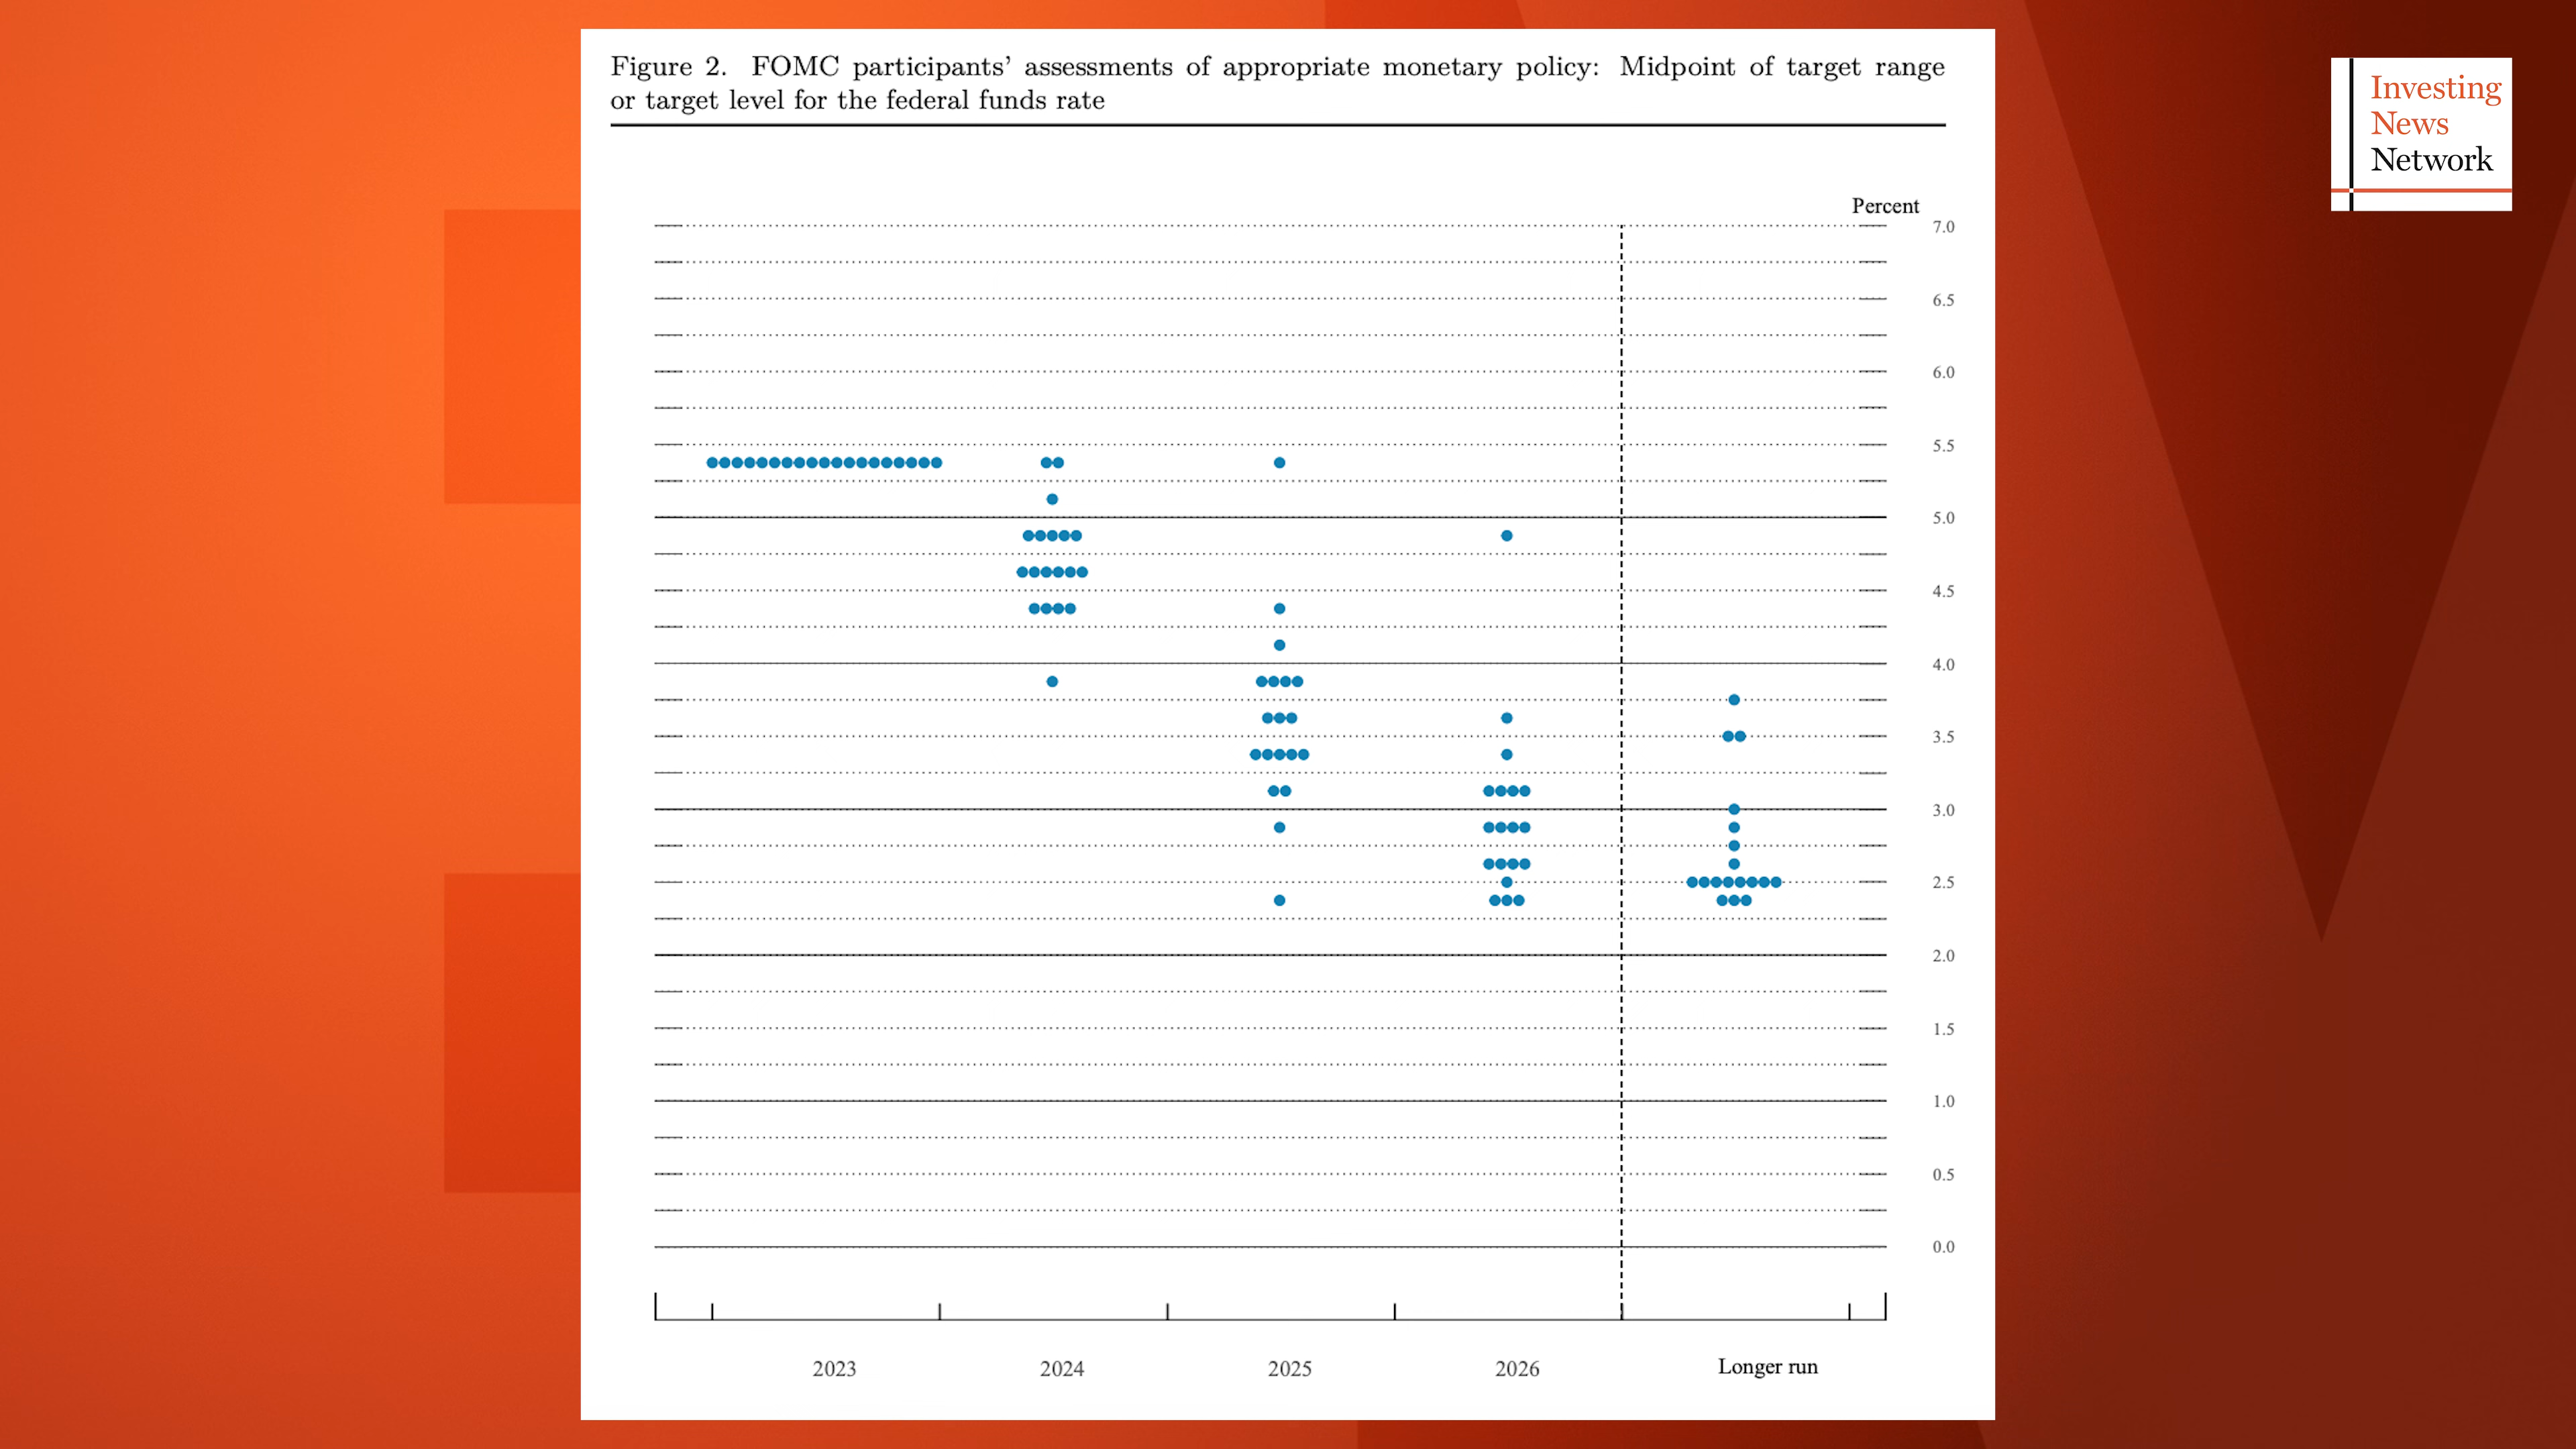 Figure 2. FOMC participants’ assessments of appropriate monetary policy: Midpoint of target range
or target level for the federal funds rate
Investing
News
Network
Percent
7.0
6.5
6.0
5.5
5.0
4.5
4.0
3.5
3.0
2.5
2.0
1.5
1.0
0.5
0.0
2023
2024
2025
2026
Longer run